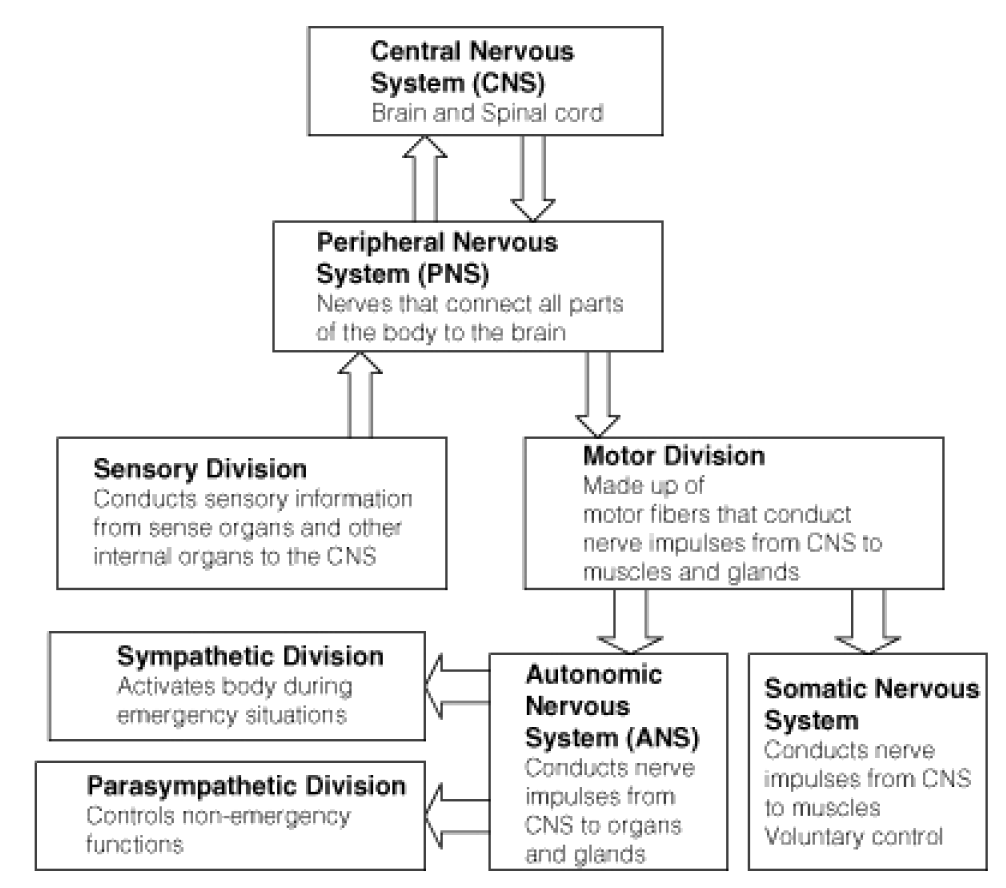 Central Nervous
System (CNS)
Brain and Spinal cord
Peripheral Nervous
System (PNS)
Nerves that connect all parts
of the body to the brain
Sensory Division
Conducts sensory information
from sense organs and other
internal organs to the CNS
Motor Division
Made up of
motor fibers that conduct
nerve impulses from CNS to
muscles and glands
Sympathetic Division
Activates body during
emergency situations
Parasympathetic Division
Controls non-emergency
functions
Autonomic
Nervous
System (ANS)
Conducts nerve
impulses from
CNS to organs
and glands
Somatic Nervous
System
Conducts nerve
impulses from CNS
to muscles
Voluntary control